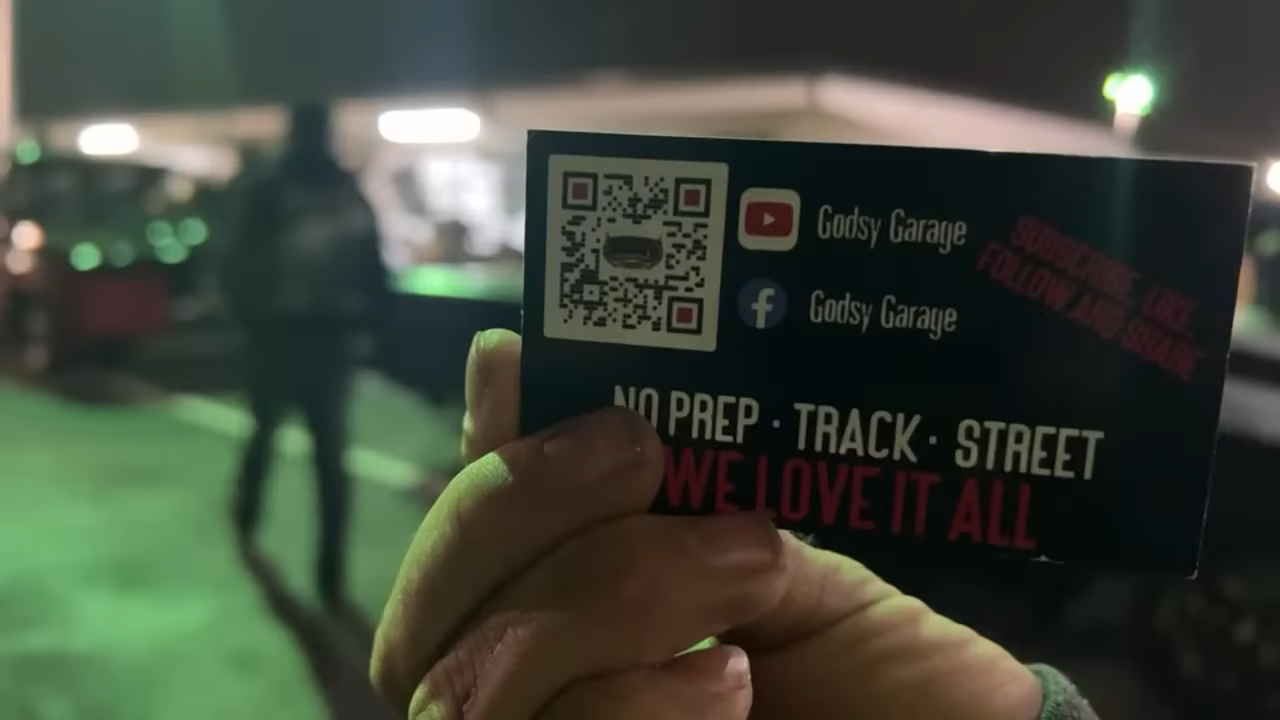 Godsy Garage
SUBSCRIBE, LIKE,
FOLLOW AND SHARE
f Godsy Garage
NO PREP · TRACK · STREET
WE LOVE IT ALL